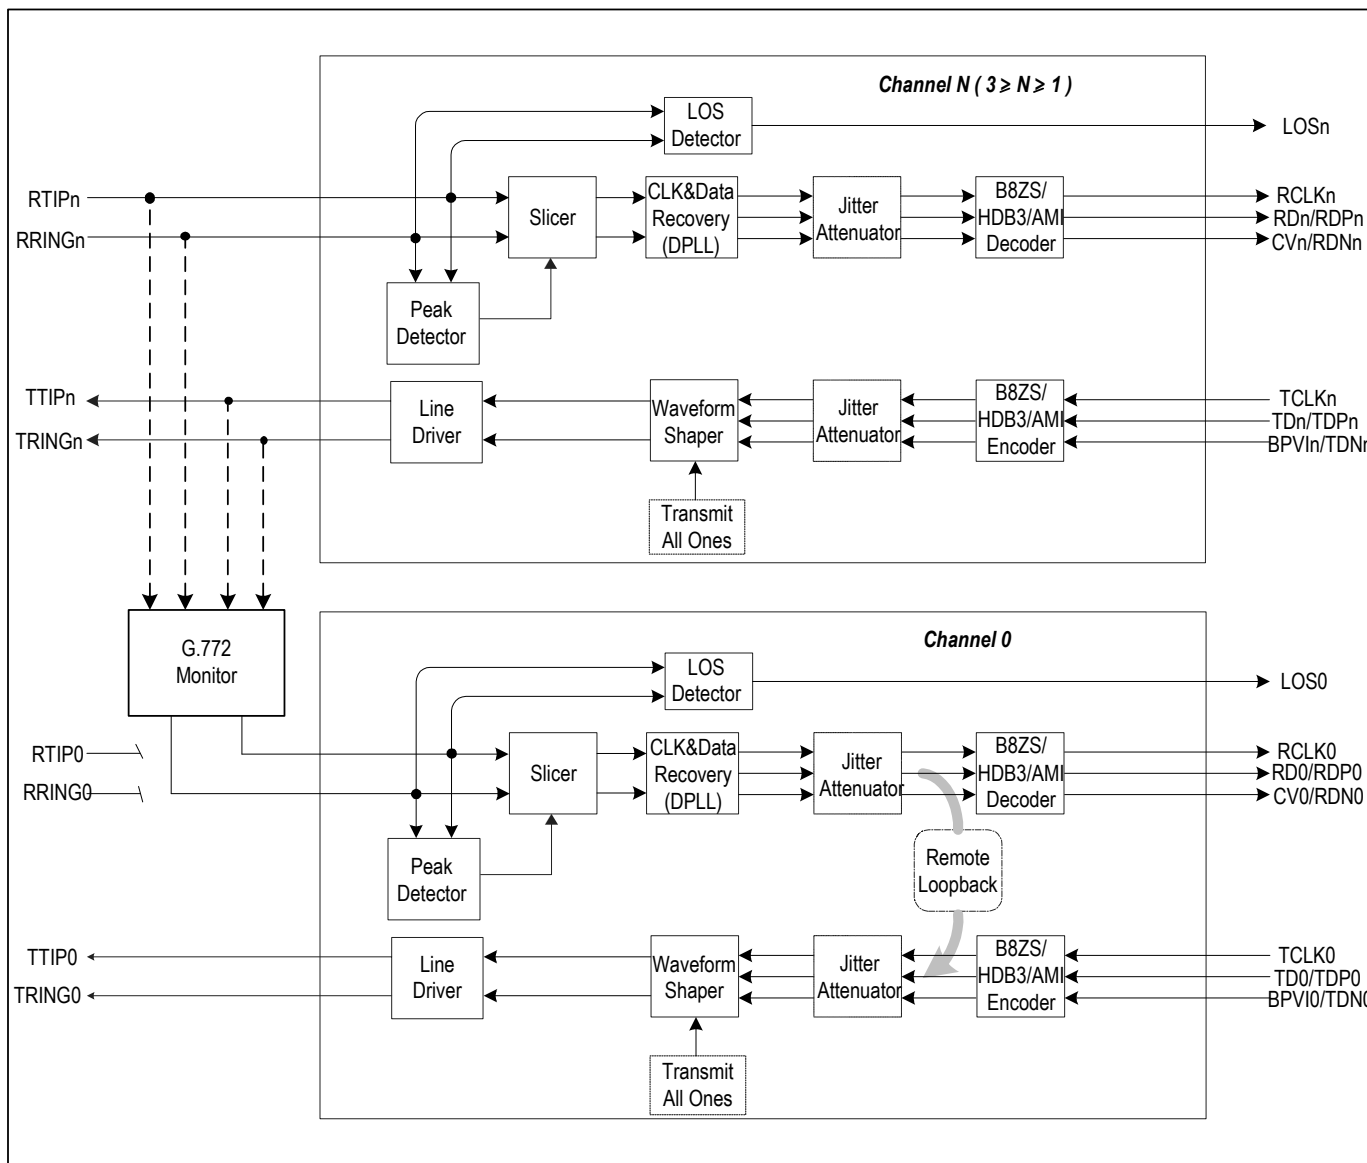 Channel N ( 3 ≥ N ≥ 1 )
LOS
Detector
LOSn
RTIPn
RRINGn
Slicer
CLK&Data
Recovery
(DPLL)
Jitter
Attenuator
B8ZS/
HDB3/AMI
Decoder
RCLKn
RDn/RDPn
CVn/RDNn
Peak
Detector
TTIPn
TRINGn
Line
Driver
Waveform
Shaper
Jitter
Attenuator
B8ZS/
HDB3/AMI
Encoder
TCLKn
TDn/TDPn
BPVIn/TDNn
Transmit
All Ones
G.772
Monitor
Channel 0
LOS
Detector
LOS0
RTIP0
RRING0
Slicer
CLK&Data
Recovery
(DPLL)
Jitter
Attenuator
B8ZS/
HDB3/AMI
Decoder
RCLK0
RD0/RDP0
CV0/RDN0
Peak
Detector
Remote
Loopback
TTIP0
TRING0
Line
Driver
Waveform
Shaper
Jitter
Attenuator
B8ZS/
HDB3/AMI
Encoder
TCLK0
TD0/TDP0
BPVI0/TDN0
Transmit
All Ones